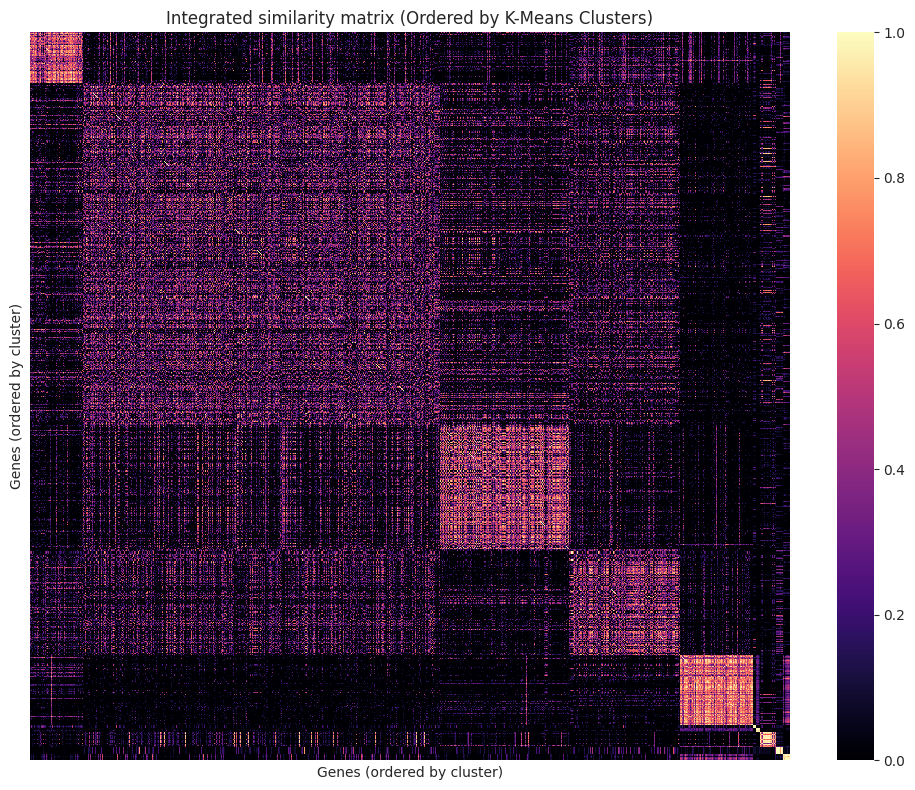 Integrated similarity matrix (Ordered by K-Means Clusters)
Genes (ordered by cluster)
Genes (ordered by cluster)
1.0
0.8
0.6
0.4
0.2
0.0